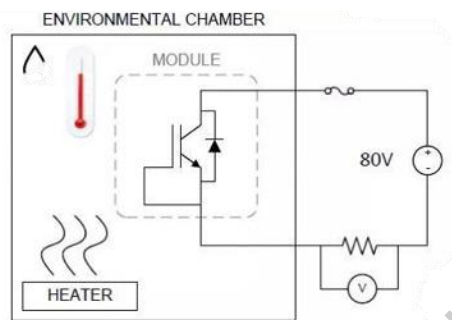 ENVIRONMENTAL CHAMBER
MODULE
80V
+
-
V
HEATER